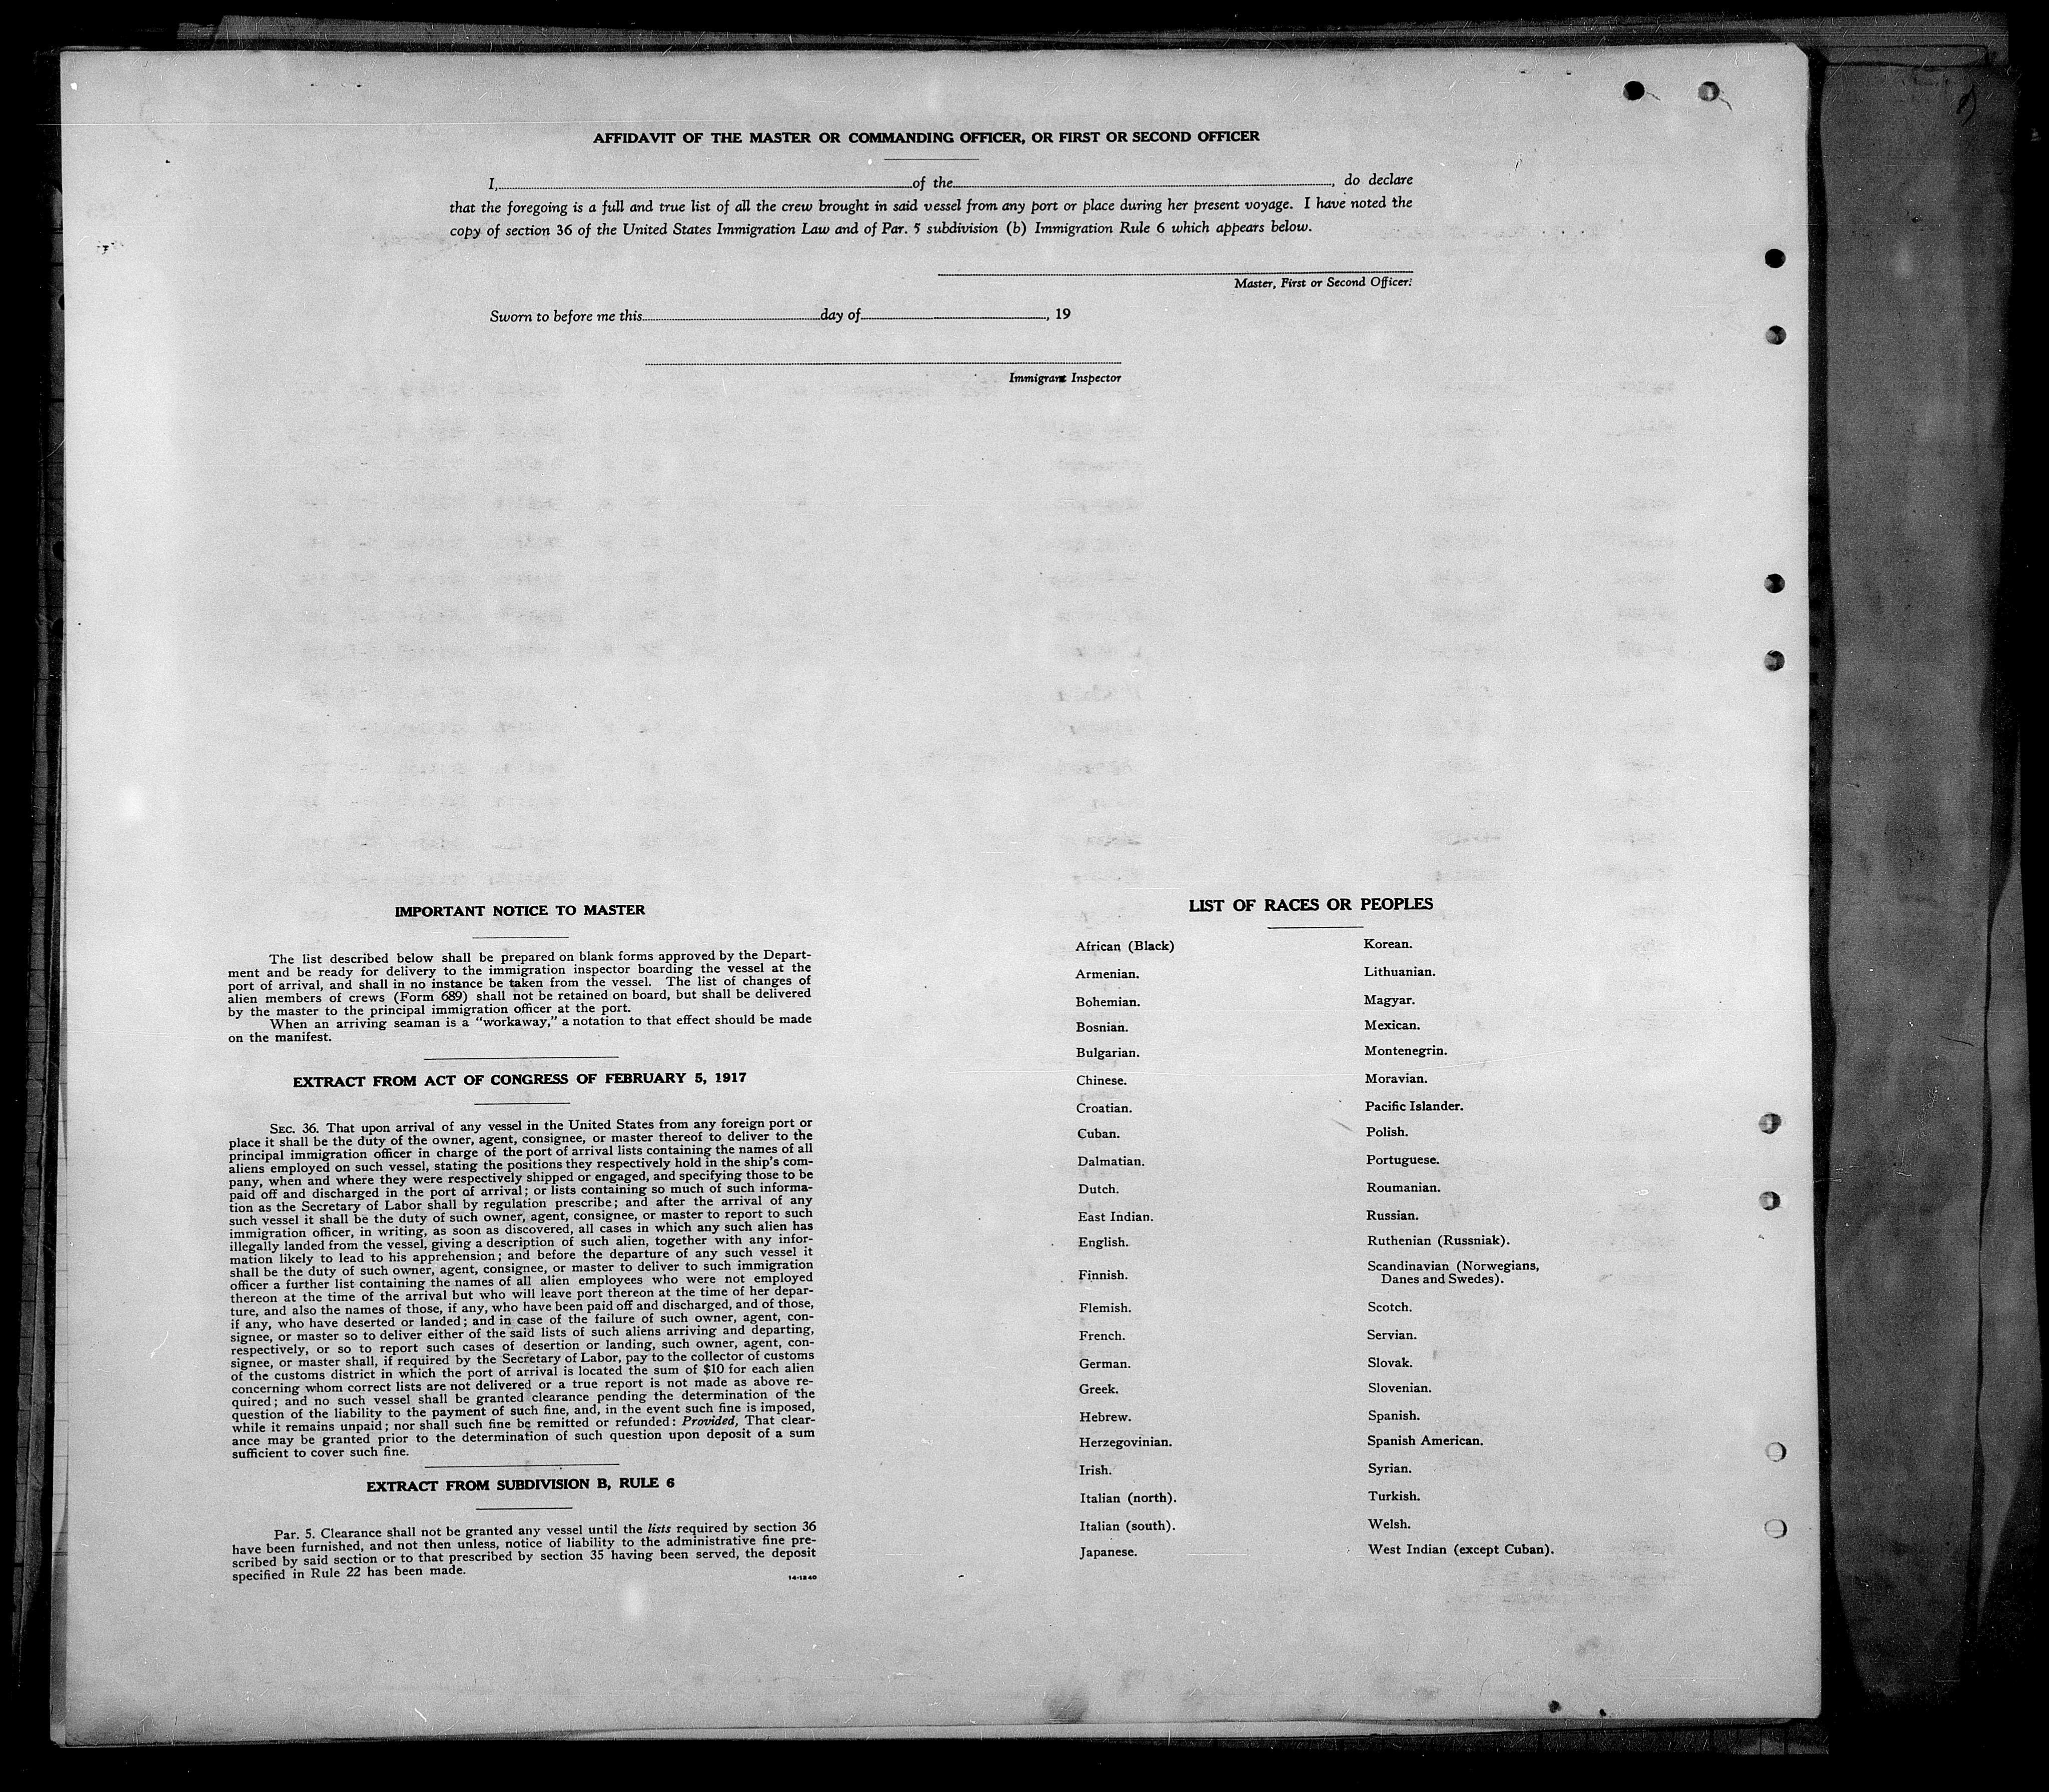 AFFIDAVIT OF THE MASTER OR COMMANDING OFFICER, OR FIRST OR SECOND OFFICER
I, of the , do declare
that the foregoing is a full and true list of all the crew brought in said vessel from any port or place during her present voyage. I have noted the
copy of section 36 of the United States Immigration Law and of Par. 5 subdivision (b) Immigration Rule 6 which appears below.
Master, First or Second Officer.
Sworn to before me this day of , 19
Immigrant Inspector
IMPORTANT NOTICE TO MASTER
The list described below shall be prepared on blank forms approved by the Depart-
ment and be ready for delivery to the immigration inspector boarding the vessel at the
port of arrival, and shall in no instance be taken from the vessel. The list of changes of
alien members of crews (Form 689) shall not be retained on board, but shall be delivered
by the master to the principal immigration officer at the port.
When an arriving seaman is a "workaway," a notation to that effect should be made
on the manifest.
EXTRACT FROM ACT OF CONGRESS OF FEBRUARY 5, 1917
SEC. 36. That upon arrival of any vessel in the United States from any foreign port or
place it shall be the duty of the owner, agent, consignee, or master thereof to deliver to the
principal immigration officer in charge of the port of arrival lists containing the names of all
aliens employed on such vessel, stating the positions they respectively hold in the ship's com-
pany, when and where they were respectively shipped or engaged, and specifying those to be
paid off and discharged in the port of arrival; or lists containing so much of such informa-
tion as the Secretary of Labor shall by regulation prescribe; and after the arrival of any
such vessel it shall be the duty of such owner, agent, consignee, or master to report to such
immigration officer, in writing, as soon as discovered, all cases in which any such alien has
illegally landed from the vessel, giving a description of such alien, together with any infor-
mation likely to lead to his apprehension; and before the departure of any such vessel it
shall be the duty of such owner, agent, consignee, or master to deliver to such immigration
officer a further list containing the names of all alien employees who were not employed
thereon at the time of the arrival but who will leave port thereon at the time of her depar-
ture, and also the names of those, if any, who have been paid off and discharged, and of those,
if any, who have deserted or landed; and in case of the failure of such owner, agent, con-
signee, or master so to deliver either of the said lists of such aliens arriving and departing,
respectively, or so to report such cases of desertion or landing, such owner, agent, con-
signee, or master shall, if required by the Secretary of Labor, pay to the collector of customs
of the customs district in which the port of arrival is located the sum of $10 for each alien
concerning whom correct lists are not delivered or a true report is not made as above re-
quired; and no such vessel shall be granted clearance pending the determination of the
question of the liability to the payment of such fine, and, in the event such fine is imposed,
while it remains unpaid; nor shall such fine be remitted or refunded: Provided, That clear-
ance may be granted prior to the determination of such question upon deposit of a sum
sufficient to cover such fine.
EXTRACT FROM SUBDIVISION B, RULE 6
Par. 5. Clearance shall not be granted any vessel until the lists required by section 36
have been furnished, and not then unless, notice of liability to the administrative fine pre-
scribed by said section or to that prescribed by section 35 having been served, the deposit
specified in Rule 22 has been made.
14-1240
LIST OF RACES OR PEOPLES
African (Black)
Armenian.
Bohemian.
Bosnian.
Bulgarian.
Chinese.
Croatian.
Cuban.
Dalmatian.
Dutch.
East Indian.
English.
Finnish.
Flemish.
French.
German.
Greek.
Hebrew.
Herzegovinian.
Irish.
Italian (north).
Italian (south).
Japanese.
Korean.
Lithuanian.
Magyar.
Mexican.
Montenegrin.
Moravian.
Pacific Islander.
Polish.
Portuguese.
Roumanian.
Russian.
Ruthenian (Russniak).
Scandinavian (Norwegians,
Danes and Swedes).
Scotch.
Servian.
Slovak.
Slovenian.
Spanish.
Spanish American.
Syrian.
Turkish.
Welsh.
West Indian (except Cuban).